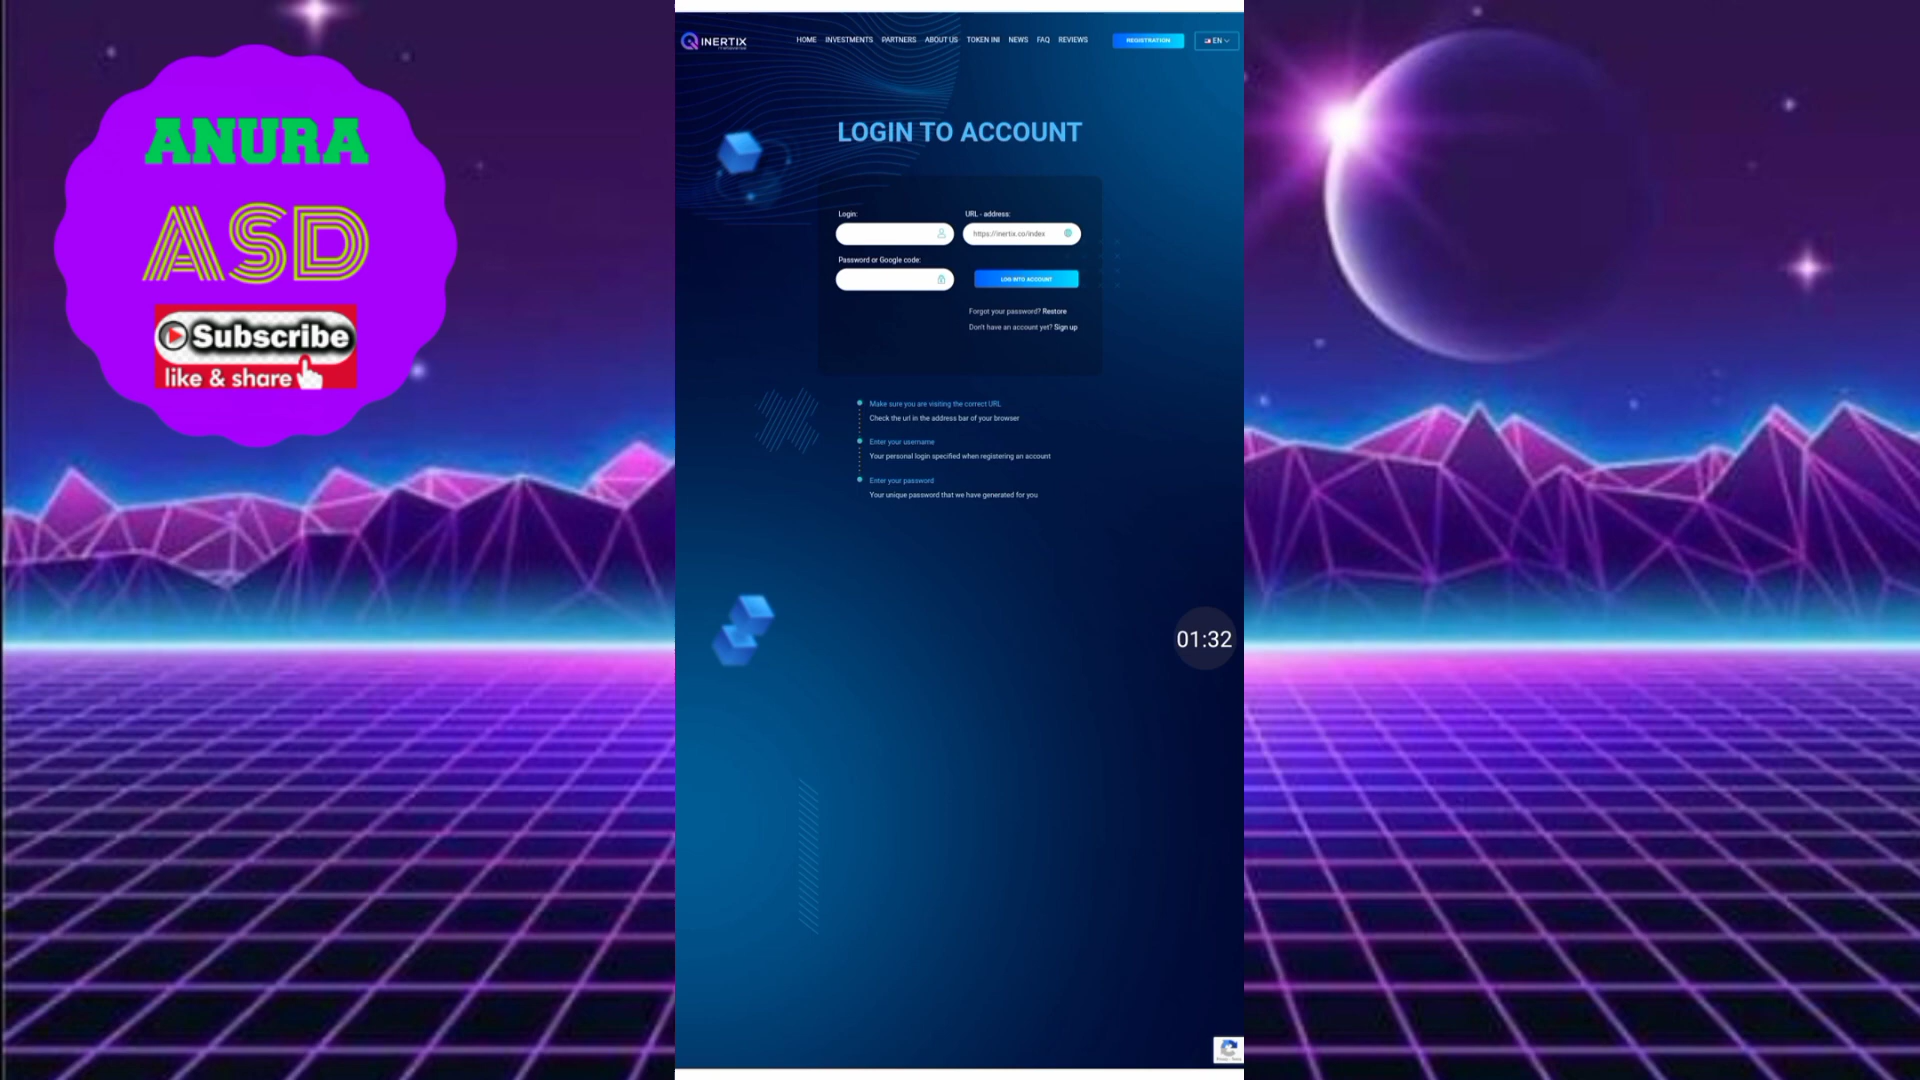 ANURA
ASD
Subscribe
like & share
INERTIX
HOME INVESTMENTS PARTNERS ABOUT US TOKEN INI NEWS FAQ REVIEWS REGISTRATION EN
LOGIN TO ACCOUNT
Login: URL - address:
https://inertix.co/index
Password or Google code:
LOG INTO ACCOUNT
Forgot your password? Restore
Don't have an account yet? Sign up
Make sure you are visiting the correct URL
Check the url in the address bar of your browser
Enter your username
Your personal login specified when registering an account
Enter your password
Your unique password that we have generated for you
01:32